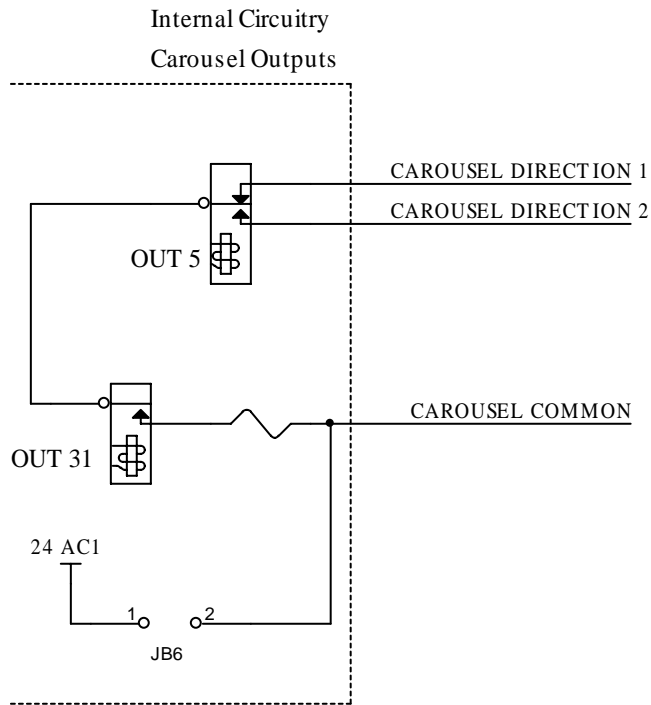 Internal Circuitry
Carousel Outputs
CAROUSEL DIRECTION 1
CAROUSEL DIRECTION 2
OUT 5
CAROUSEL COMMON
OUT 31
24 AC1
1 2
JB6